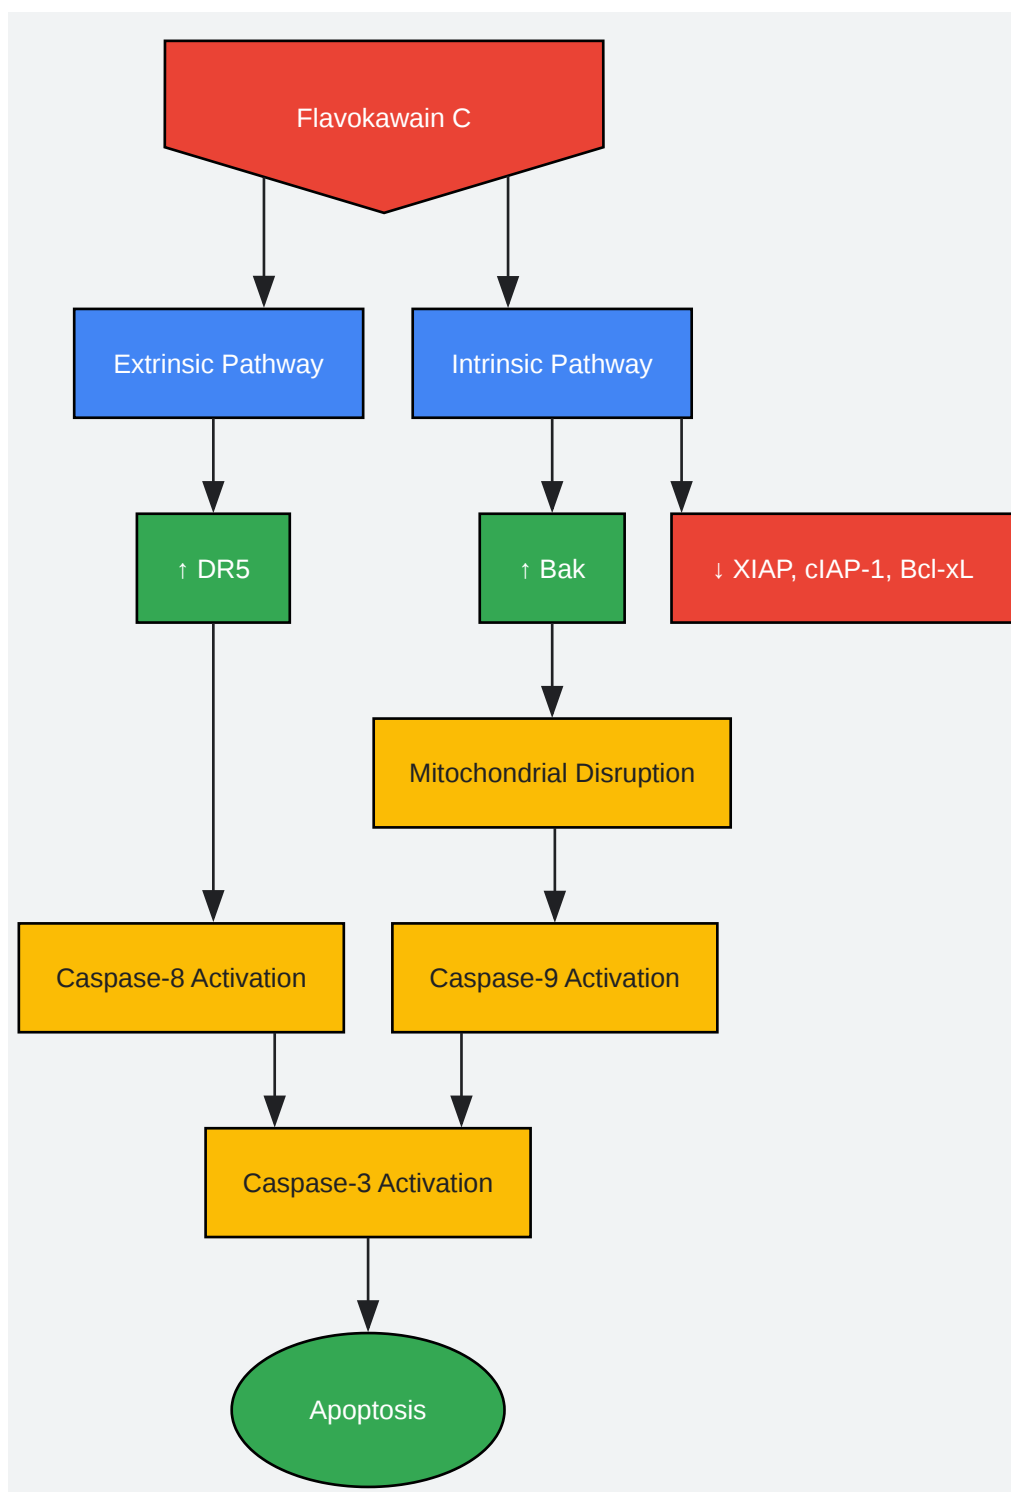 Flavokawain C
Extrinsic Pathway
Intrinsic Pathway
↑ DR5
↑ Bak
↓ XIAP, cIAP-1, Bcl-xL
Mitochondrial Disruption
Caspase-8 Activation
Caspase-9 Activation
Caspase-3 Activation
Apoptosis